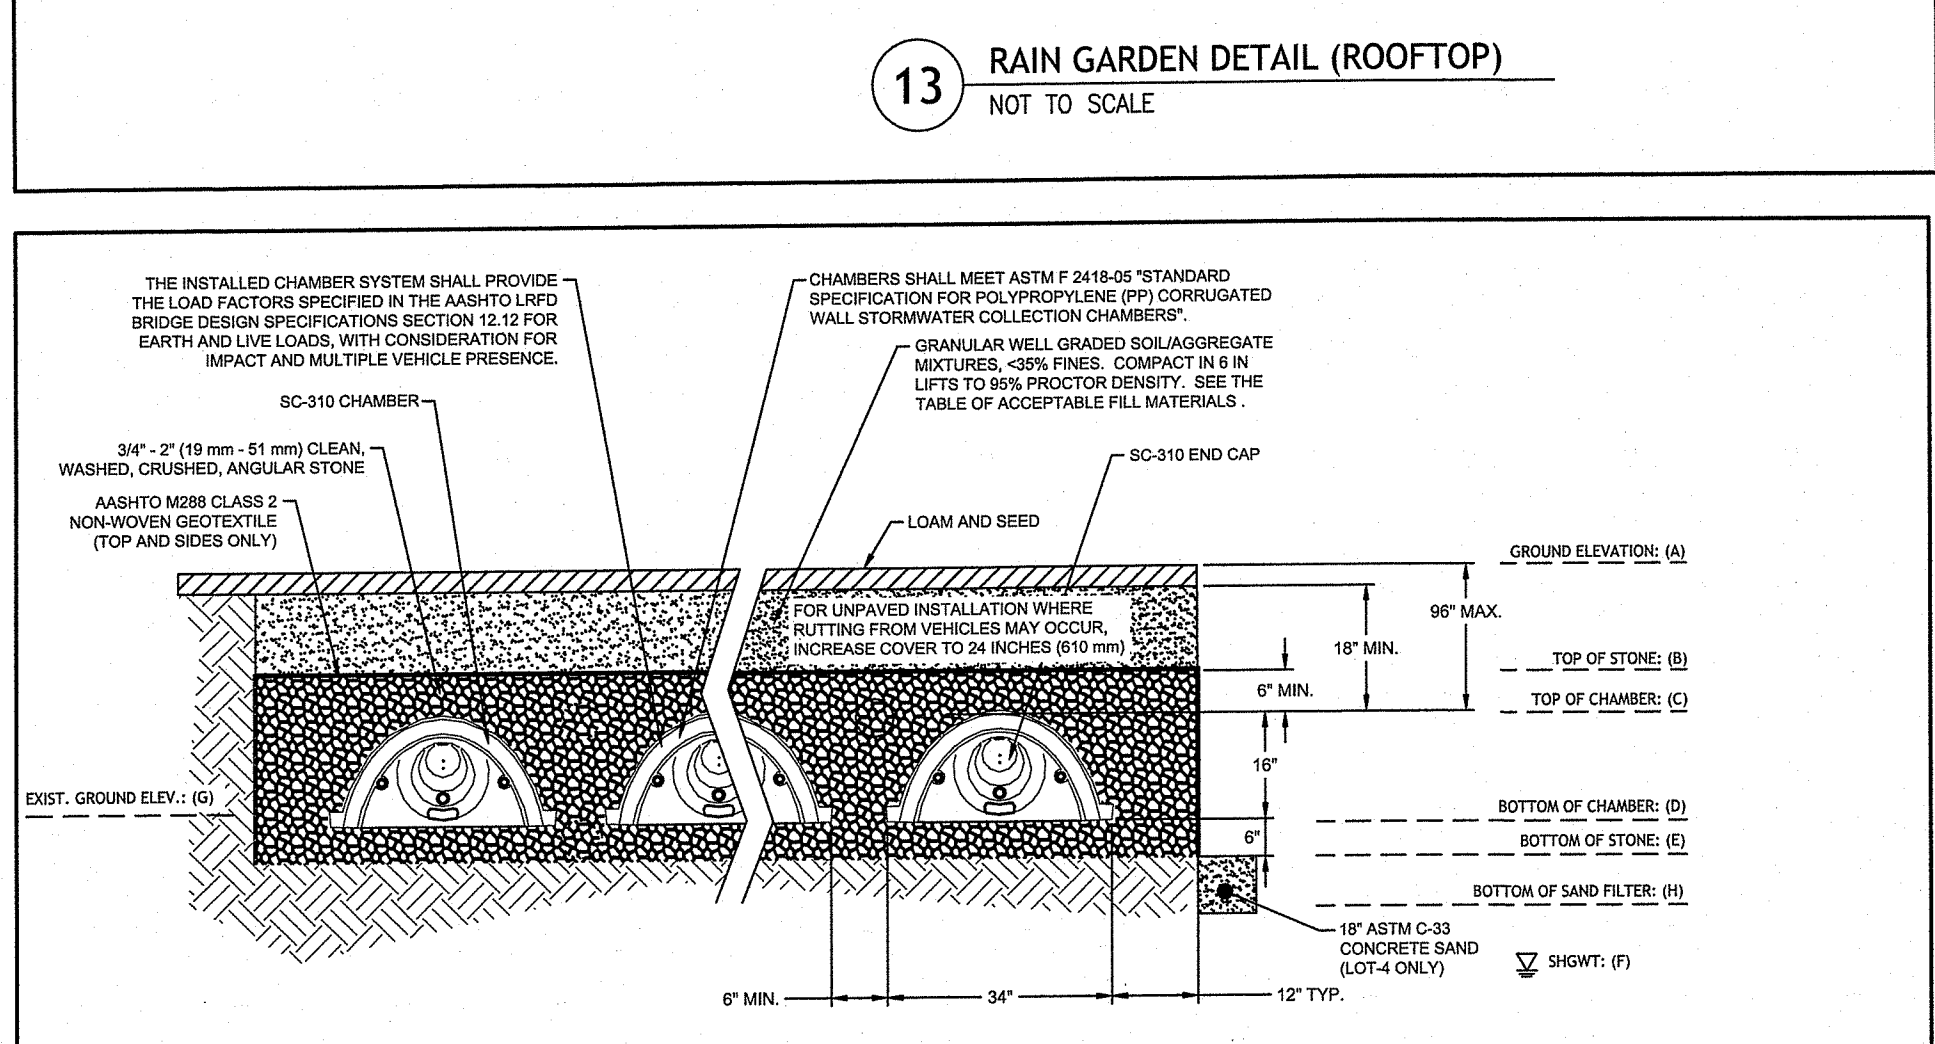 13
RAIN GARDEN DETAIL (ROOFTOP)
NOT TO SCALE
THE INSTALLED CHAMBER SYSTEM SHALL PROVIDE
THE LOAD FACTORS SPECIFIED IN THE AASHTO LRFD
BRIDGE DESIGN SPECIFICATIONS SECTION 12.12 FOR
EARTH AND LIVE LOADS, WITH CONSIDERATION FOR
IMPACT AND MULTIPLE VEHICLE PRESENCE.
CHAMBERS SHALL MEET ASTM F 2418-05 "STANDARD
SPECIFICATION FOR POLYPROPYLENE (PP) CORRUGATED
WALL STORMWATER COLLECTION CHAMBERS".
GRANULAR WELL GRADED SOIL/AGGREGATE
MIXTURES, <35% FINES. COMPACT IN 6 IN
LIFTS TO 95% PROCTOR DENSITY. SEE THE
TABLE OF ACCEPTABLE FILL MATERIALS .
SC-310 CHAMBER
3/4" - 2" (19 mm - 51 mm) CLEAN,
WASHED, CRUSHED, ANGULAR STONE
SC-310 END CAP
AASHTO M288 CLASS 2
NON-WOVEN GEOTEXTILE
(TOP AND SIDES ONLY)
LOAM AND SEED
GROUND ELEVATION: (A)
FOR UNPAVED INSTALLATION WHERE
RUTTING FROM VEHICLES MAY OCCUR,
INCREASE COVER TO 24 INCHES (610 mm)
96" MAX.
18" MIN.
TOP OF STONE: (B)
6" MIN.
TOP OF CHAMBER: (C)
16"
EXIST. GROUND ELEV.: (G)
BOTTOM OF CHAMBER: (D)
6"
BOTTOM OF STONE: (E)
BOTTOM OF SAND FILTER: (H)
18" ASTM C-33
CONCRETE SAND
(LOT-4 ONLY)
SHGWT: (F)
6" MIN.
34"
12" TYP.